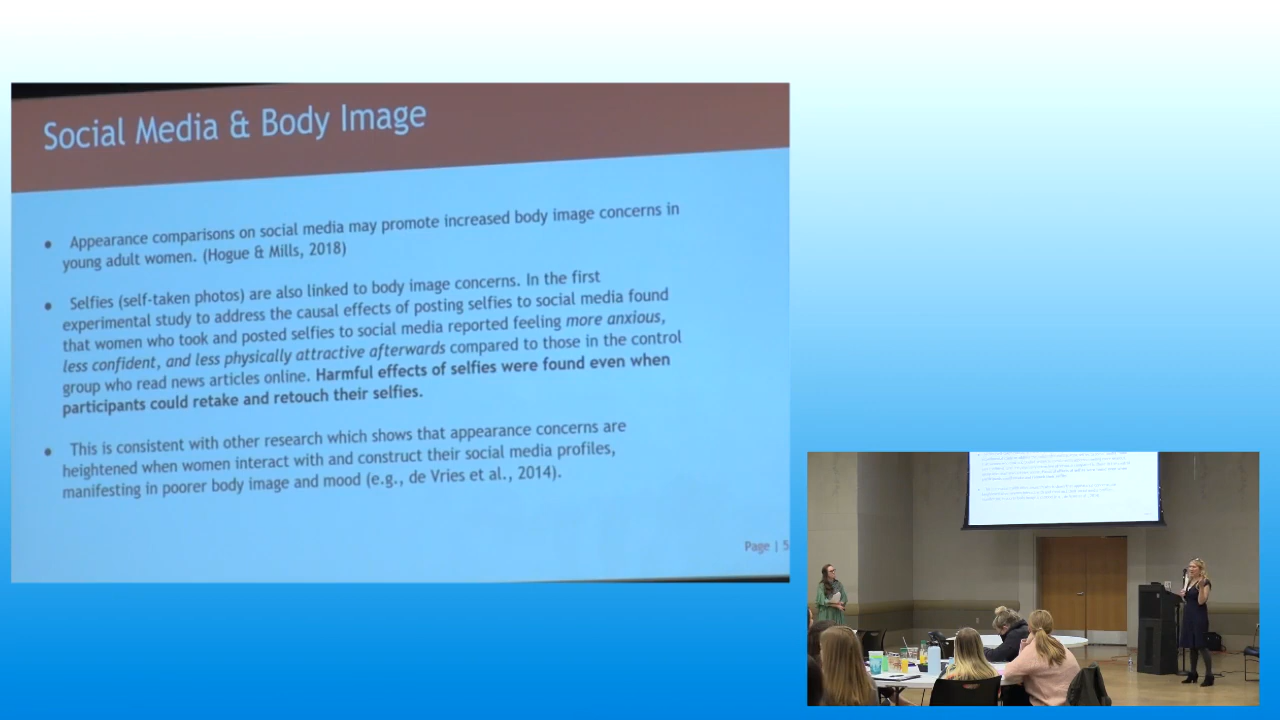 Social Media & Body Image
● Appearance comparisons on social media may promote increased body image concerns in
young adult women. (Hogue & Mills, 2018)
● Selfies (self-taken photos) are also linked to body image concerns. In the first
experimental study to address the causal effects of posting selfies to social media found
that women who took and posted selfies to social media reported feeling more anxious,
less confident, and less physically attractive afterwards compared to those in the control
group who read news articles online. Harmful effects of selfies were found even when
participants could retake and retouch their selfies.
● This is consistent with other research which shows that appearance concerns are
heightened when women interact with and construct their social media profiles,
manifesting in poorer body image and mood (e.g., de Vries et al., 2014).
Page | 5